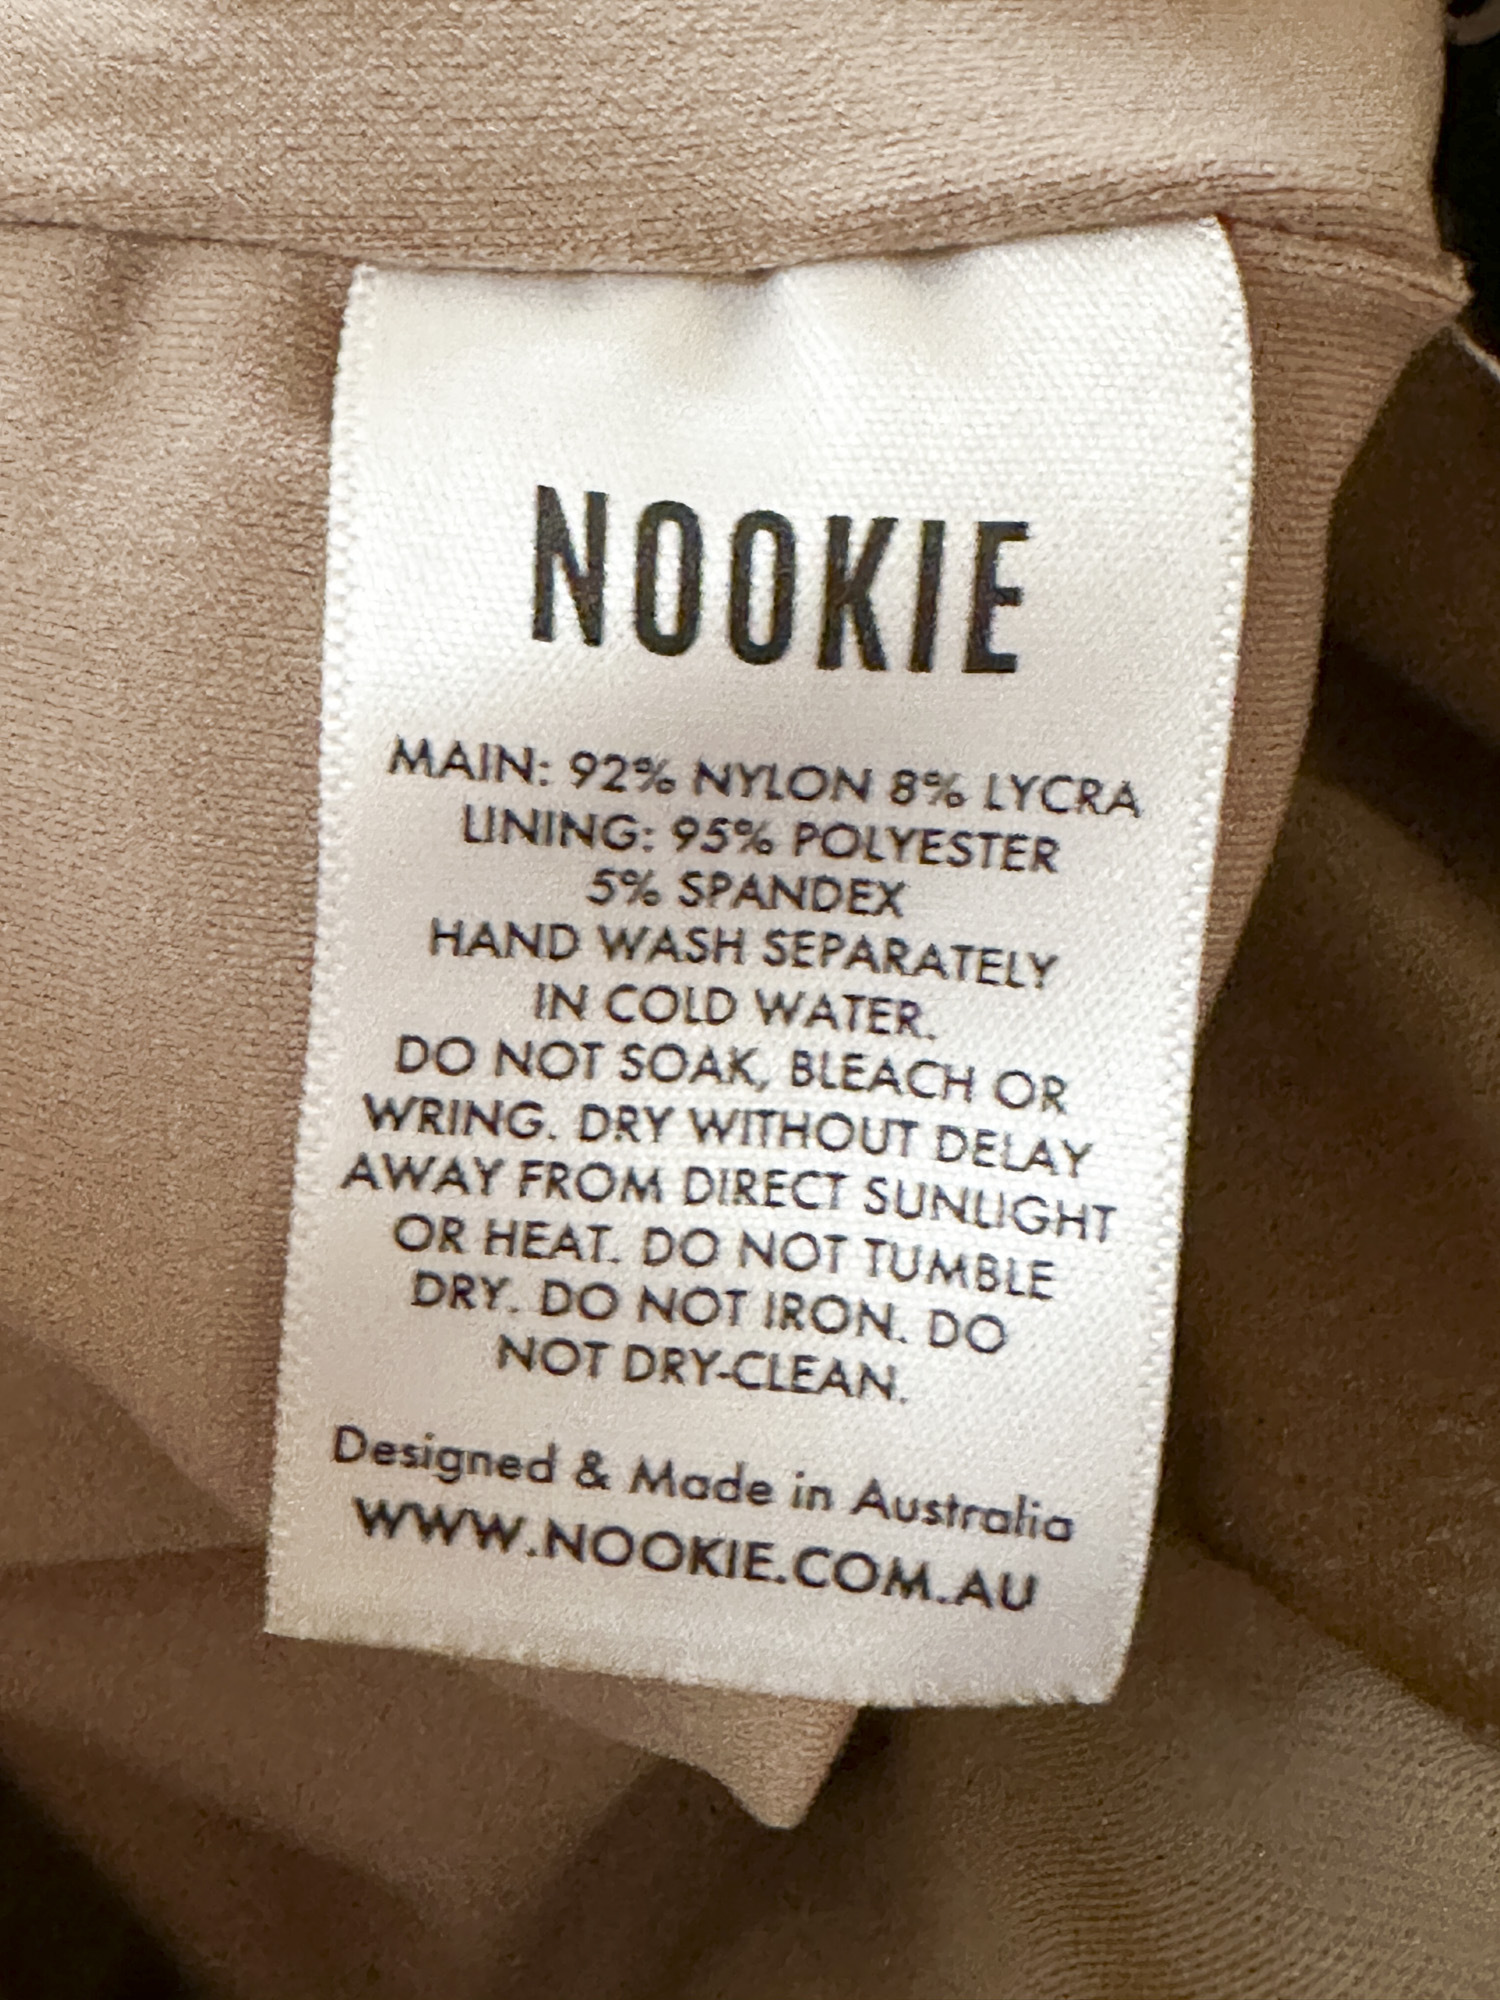 NOOKIE
MAIN: 92% NYLON 8% LYCRA
LINING: 95% POLYESTER
5% SPANDEX
HAND WASH SEPARATELY
IN COLD WATER.
DO NOT SOAK, BLEACH OR
WRING. DRY WITHOUT DELAY
AWAY FROM DIRECT SUNLIGHT
OR HEAT. DO NOT TUMBLE
DRY. DO NOT IRON. DO
NOT DRY-CLEAN.
Designed & Made in Australia
WWW.NOOKIE.COM.AU